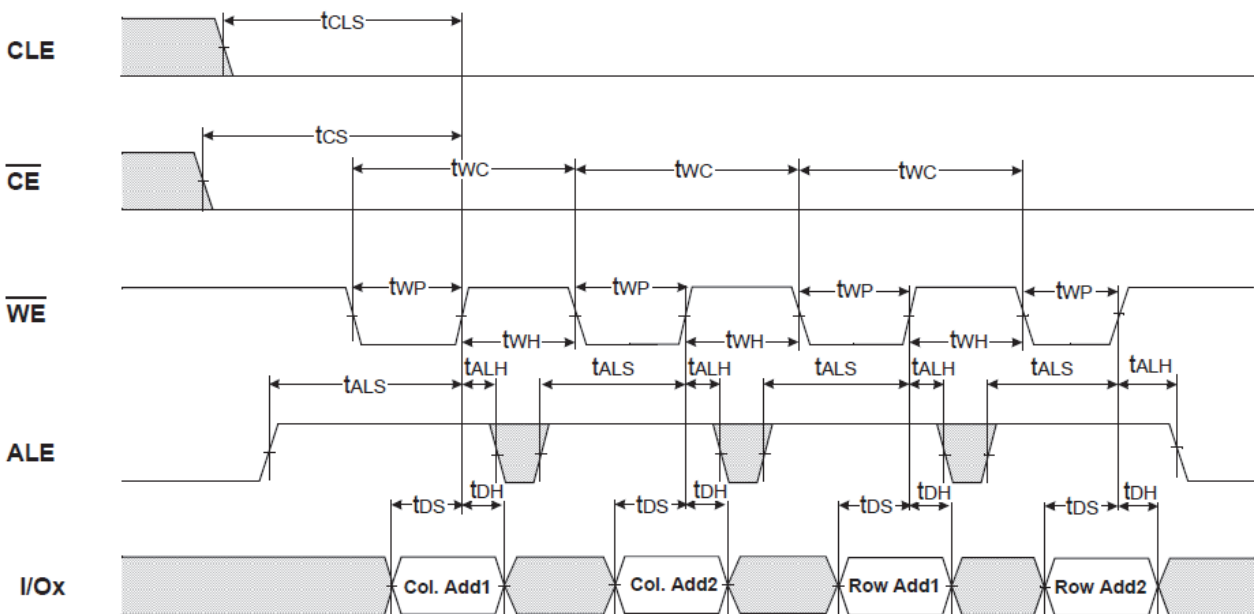 CLE
tCLS
CE
tCS
tWC tWC tWC
WE
tWP tWP tWP tWP
tWH tWH tWH
ALE
tALS tALH tALS tALH tALS tALH tALS tALH
tDS tDH tDS tDH tDS tDH tDS tDH
I/Ox
Col. Add1 Col. Add2 Row Add1 Row Add2